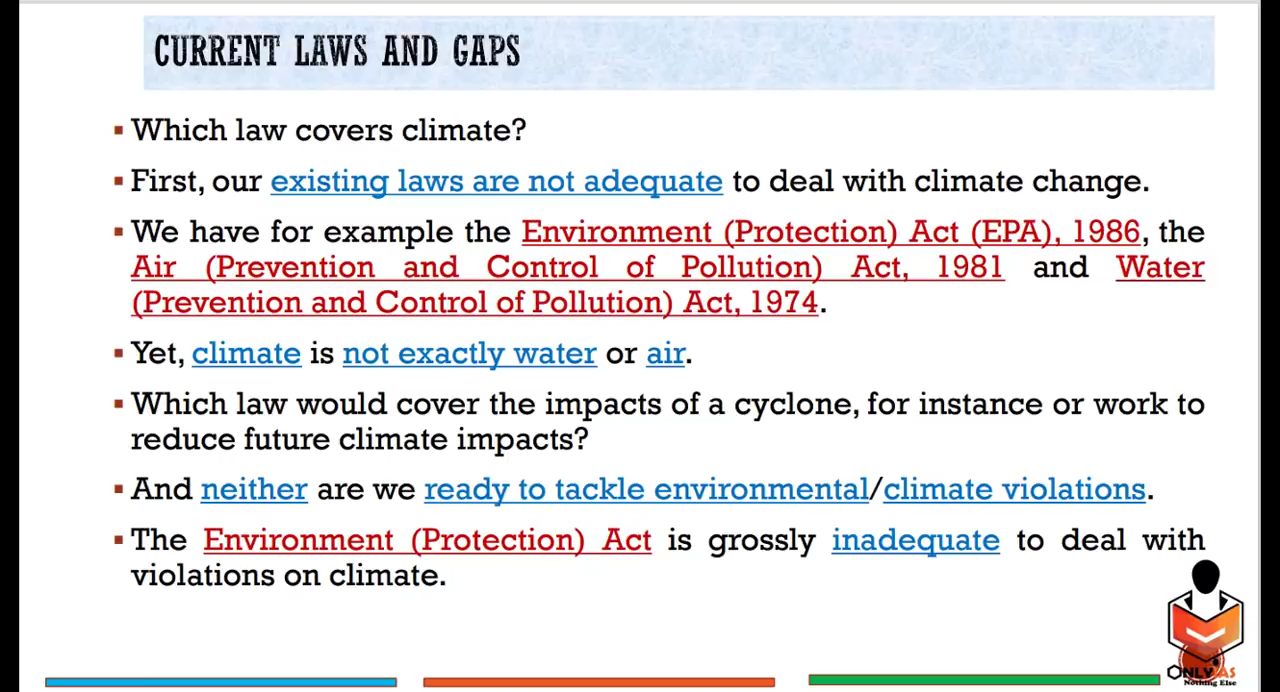 CURRENT LAWS AND GAPS
▪ Which law covers climate?
▪ First, our existing laws are not adequate to deal with climate change.
▪ We have for example the Environment (Protection) Act (EPA), 1986, the
Air (Prevention and Control of Pollution) Act, 1981 and Water
(Prevention and Control of Pollution) Act, 1974.
▪ Yet, climate is not exactly water or air.
▪ Which law would cover the impacts of a cyclone, for instance or work to
reduce future climate impacts?
▪ And neither are we ready to tackle environmental/climate violations.
▪ The Environment (Protection) Act is grossly inadequate to deal with
violations on climate.
ONLY IAS
Nothing Else